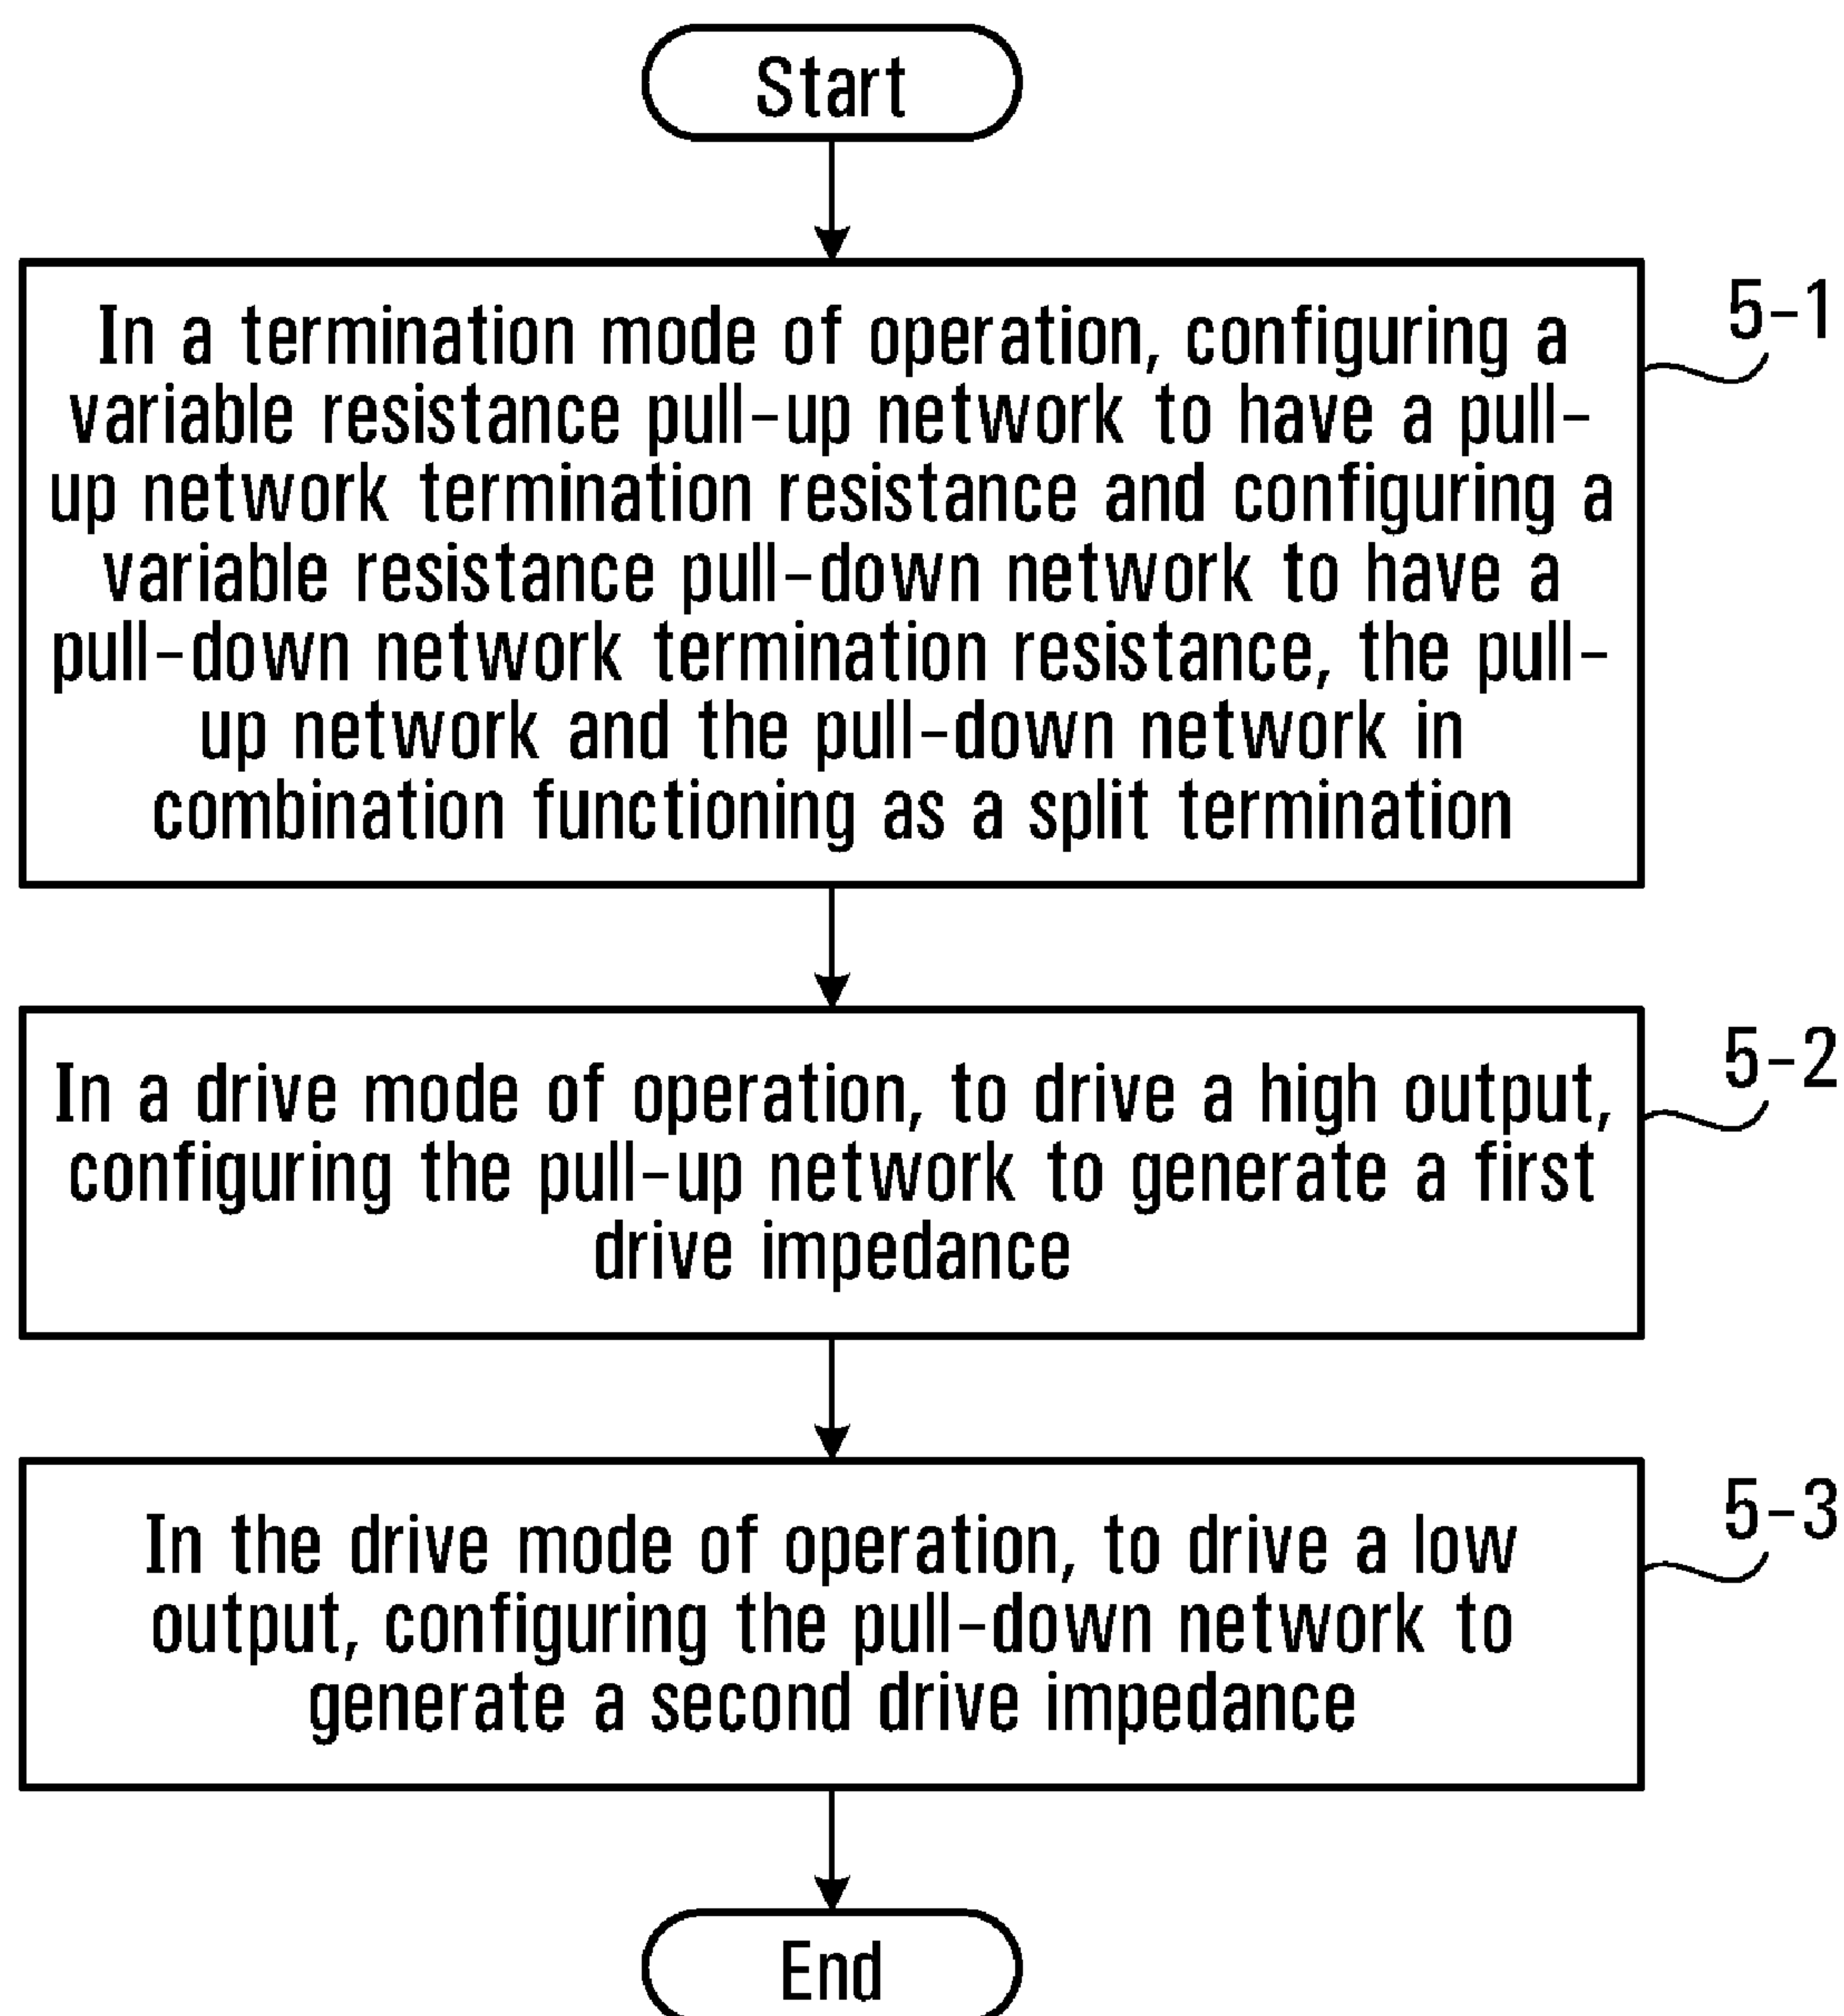 Start
In a termination mode of operation, configuring a
variable resistance pull-up network to have a pull-
up network termination resistance and configuring a
variable resistance pull-down network to have a
pull-down network termination resistance, the pull-
up network and the pull-down network in
combination functioning as a split termination
5-1
In a drive mode of operation, to drive a high output,
configuring the pull-up network to generate a first
drive impedance
5-2
In the drive mode of operation, to drive a low
output, configuring the pull-down network to
generate a second drive impedance
5-3
End